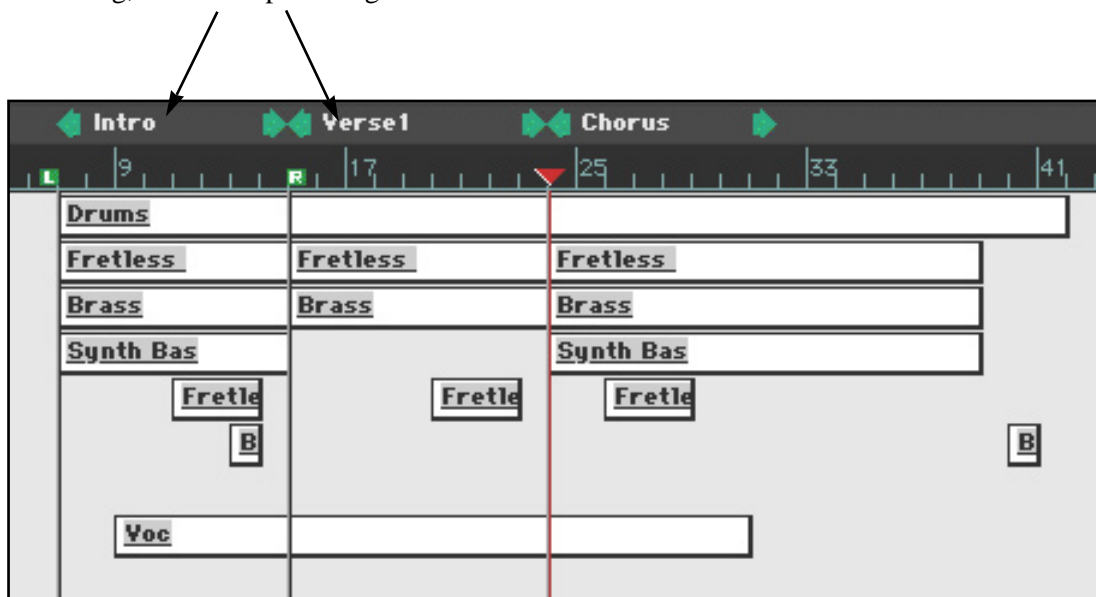 Intro Verse1 Chorus
L 9 R 17 25 33 41
Drums
Fretless Fretless Fretless
Brass Brass Brass
Synth Bas Synth Bas
Fretle Fretle Fretle
B B
Voc